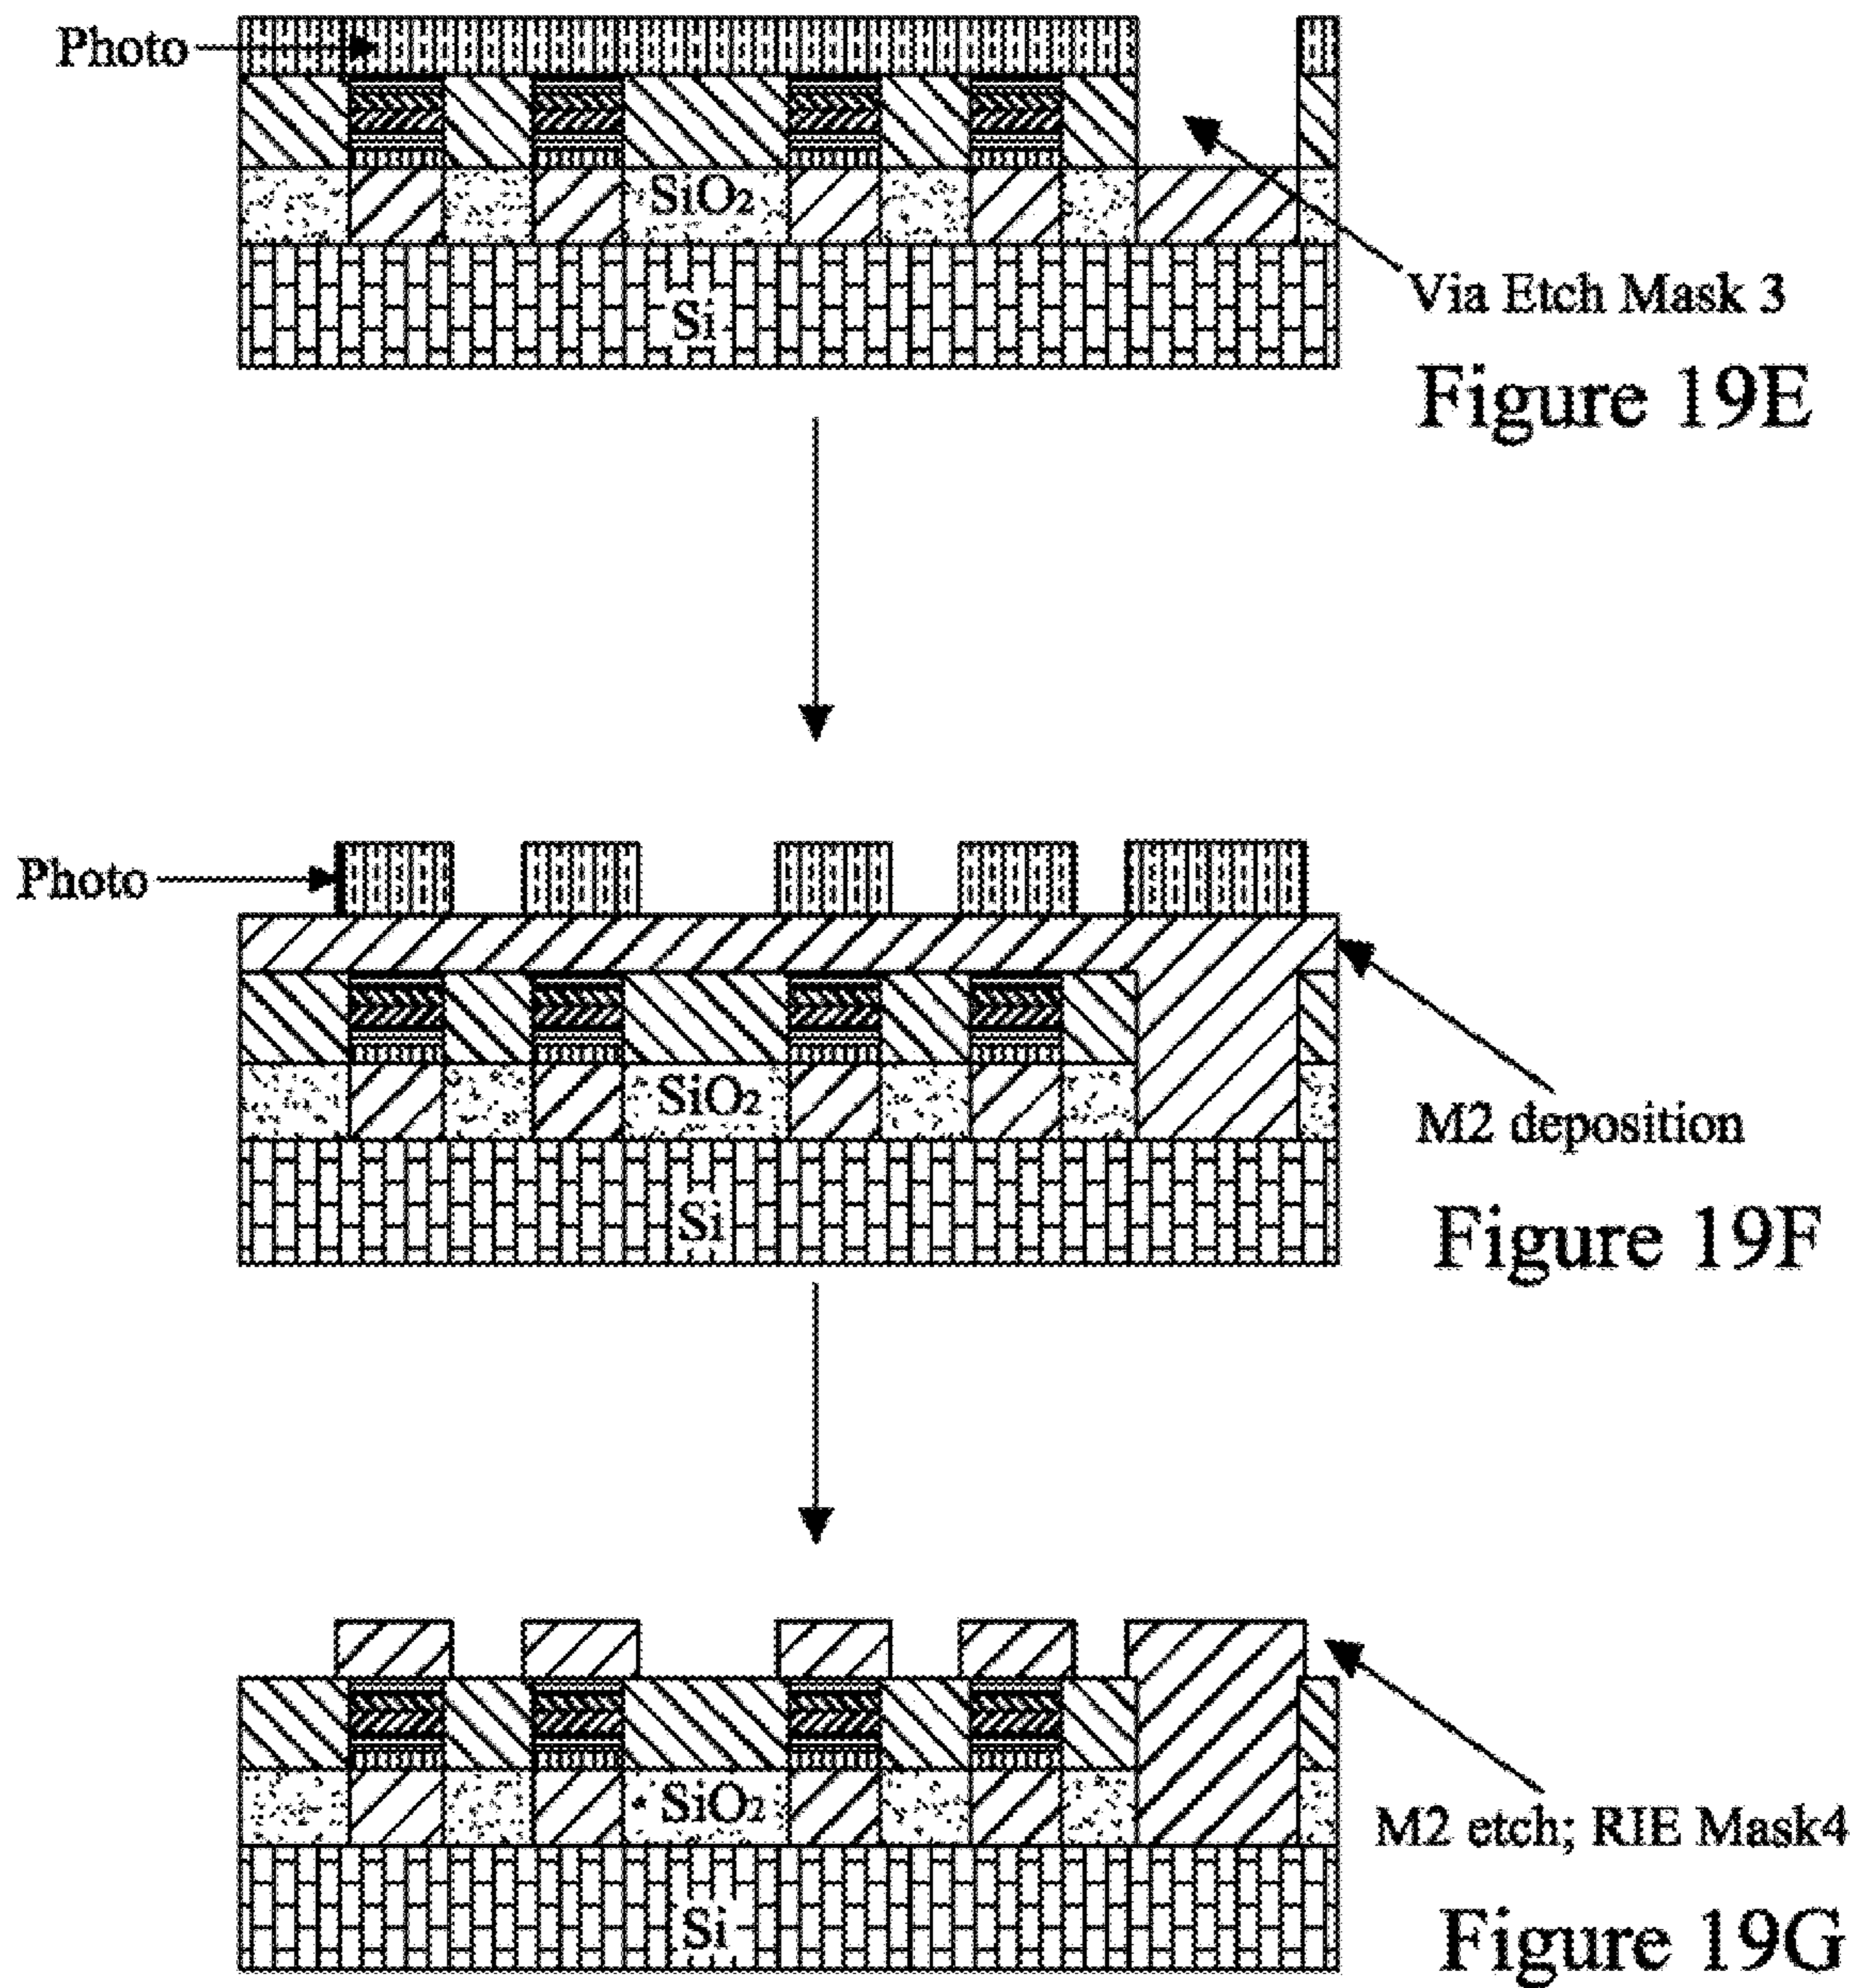 Photo
SiO2
Si
Via Etch Mask 3
Figure 19E
Photo
SiO2
Si
M2 deposition
Figure 19F
SiO2
Si
M2 etch; RIE Mask4
Figure 19G